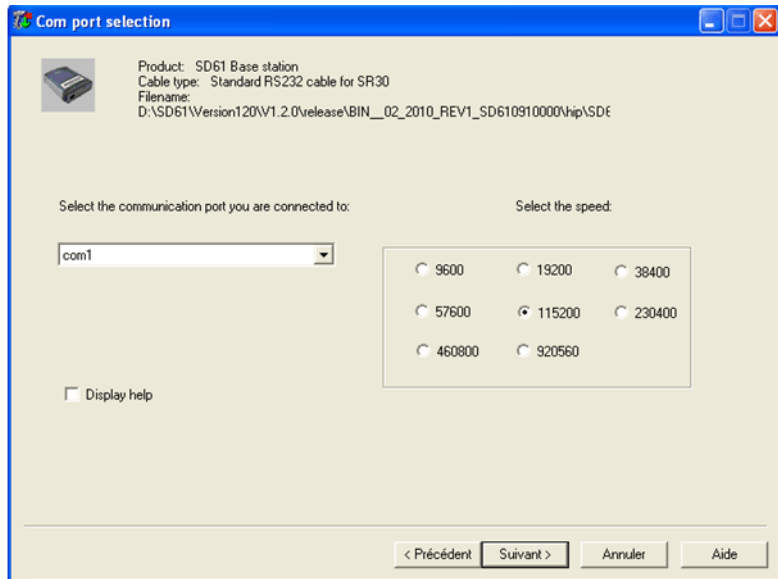 Com port selection
Product: SD61 Base station
Cable type: Standard RS232 cable for SR30
Filename:
D:\SD61\Version120\V1.2.0\release\BIN__02_2010_REV1_SD610910000\hip\SD6
Select the communication port you are connected to:
Select the speed:
com1
9600 19200 38400
57600 115200 230400
460800 920560
Display help
< Précédent Suivant > Annuler Aide